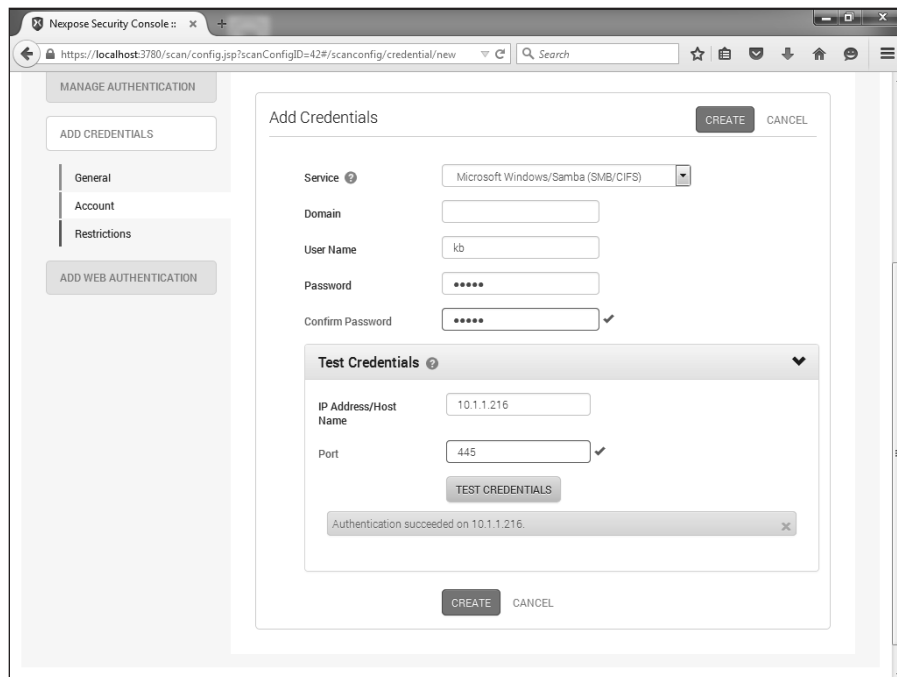 Nexpose Security Console ::
https://localhost:3780/scan/config.jsp?scanConfigID=42#/scanconfig/credential/new
Search
MANAGE AUTHENTICATION
ADD CREDENTIALS
General
Account
Restrictions
ADD WEB AUTHENTICATION
Add Credentials
CREATE CANCEL
Service
Microsoft Windows/Samba (SMB/CIFS)
Domain
User Name kb
Password •••••
Confirm Password •••••
Test Credentials
IP Address/Host
Name
10.1.1.216
Port 445
TEST CREDENTIALS
Authentication succeeded on 10.1.1.216.
CREATE CANCEL